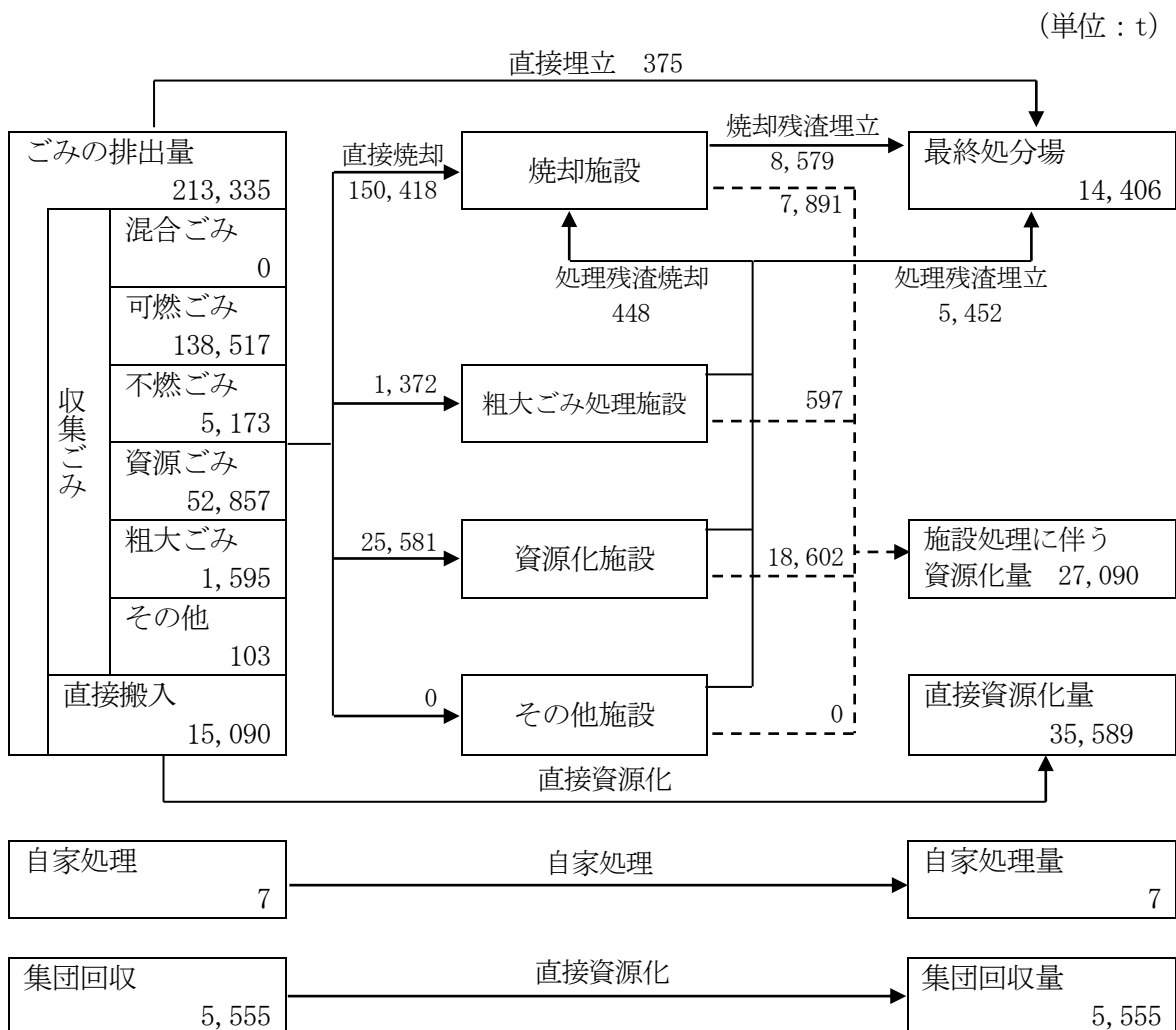 （単位：t）
直接埋立　375
ごみの排出量
213,335
直接焼却
150,418
焼却施設
焼却残渣埋立
8,579
7,891
最終処分場
14,406
収集ごみ
混合ごみ
0
可燃ごみ
138,517
不燃ごみ
5,173
資源ごみ
52,857
粗大ごみ
1,595
その他
103
直接搬入
15,090
処理残渣焼却
448
処理残渣埋立
5,452
1,372
粗大ごみ処理施設
597
25,581
資源化施設
18,602
施設処理に伴う
資源化量　27,090
0
その他施設
0
直接資源化量
35,589
直接資源化
自家処理
7
自家処理
自家処理量
7
集団回収
5,555
直接資源化
集団回収量
5,555